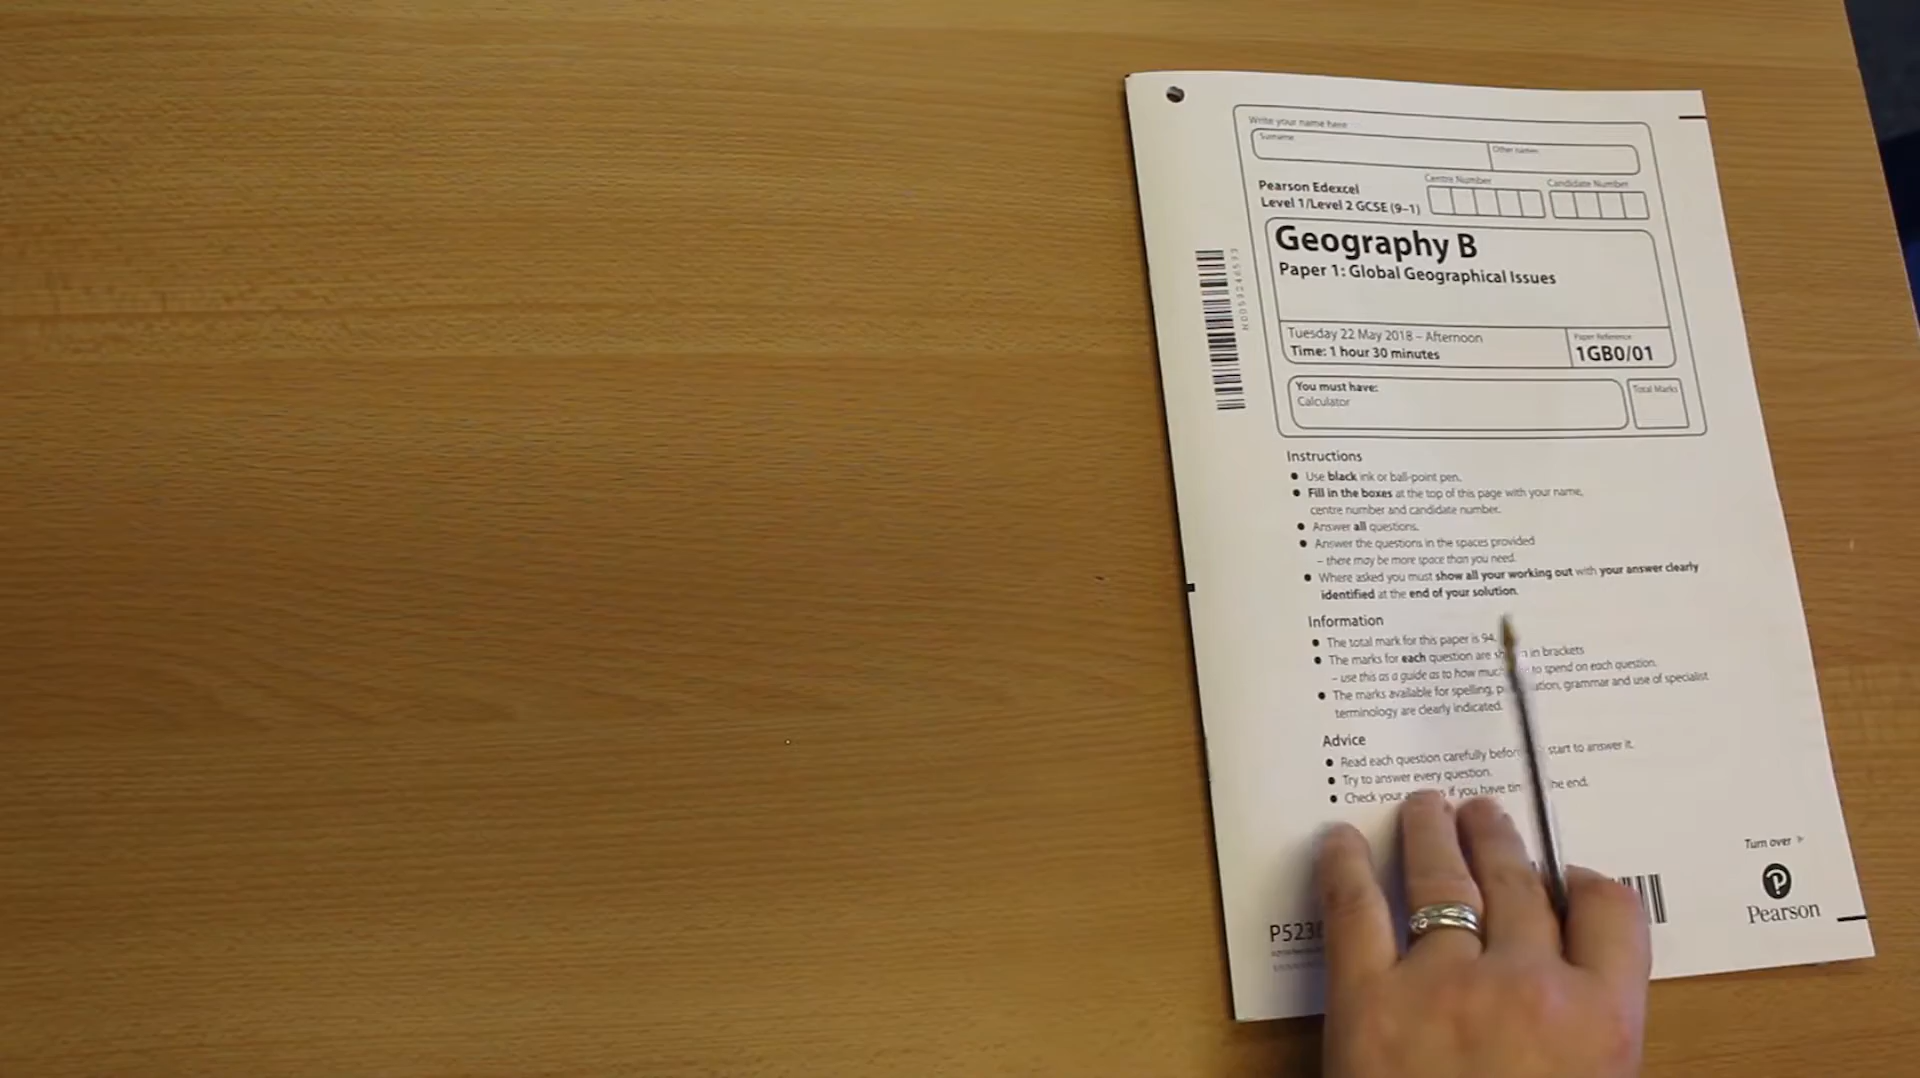 Write your name here
Surname
Other names
Pearson Edexcel
Level 1/Level 2 GCSE (9–1)
Centre Number
Candidate Number
Geography B
Paper 1: Global Geographical Issues
Tuesday 22 May 2018 – Afternoon
Time: 1 hour 30 minutes
Paper Reference
1GB0/01
You must have:
Calculator
Total Marks
Instructions
● Use black ink or ball-point pen.
● Fill in the boxes at the top of this page with your name,
centre number and candidate number.
● Answer all questions.
● Answer the questions in the spaces provided
– there may be more space than you need.
● Where asked you must show all your working out with your answer clearly
identified at the end of your solution.
Information
● The total mark for this paper is 94.
● The marks for each question are in brackets
– use this as a guide as to how much to spend on each question.
● The marks available for spelling, grammar and use of specialist
terminology are clearly indicated.
Advice
● Read each question carefully before start to answer it.
● Try to answer every question.
● Check your if you have end.
Turn over
Pearson
P523